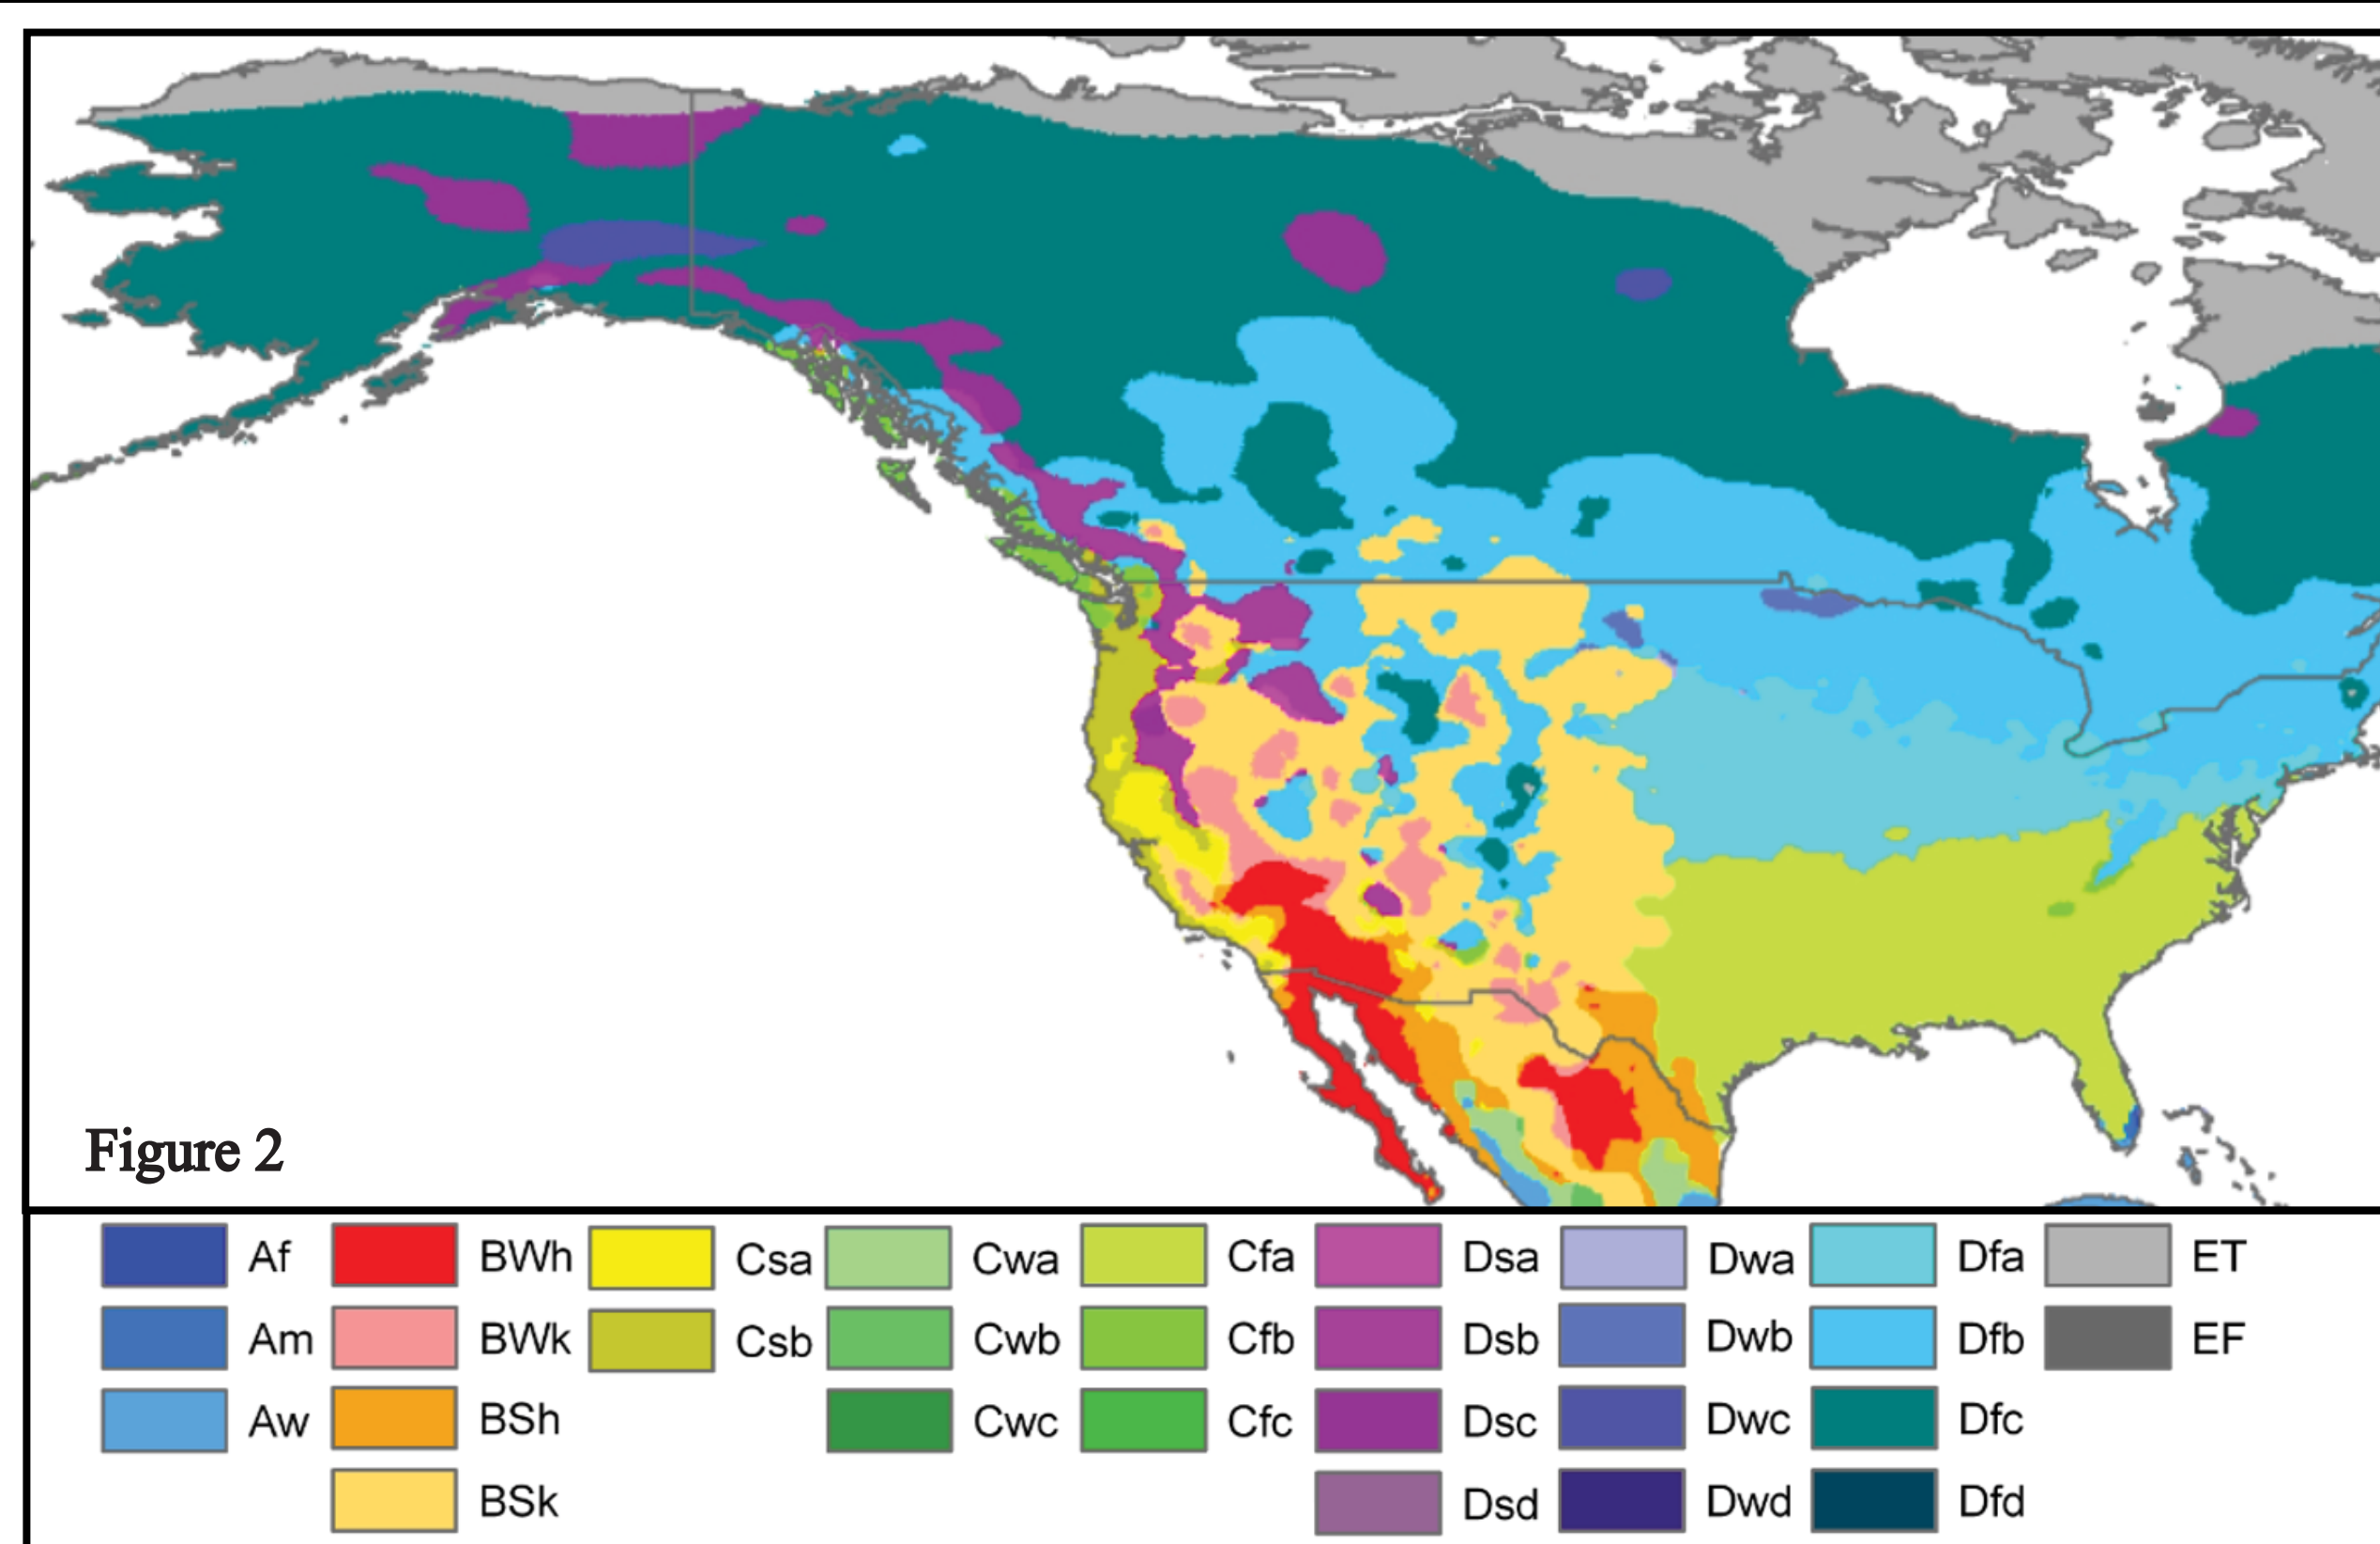 Figure 2
Af BWh Csa Cwa Cfa Dsa Dwa Dfa ET
Am BWk Csb Cwb Cfb Dsb Dwb Dfb EF
Aw BSh Cwc Cfc Dsc Dwc Dfc
BSk Dsd Dwd Dfd